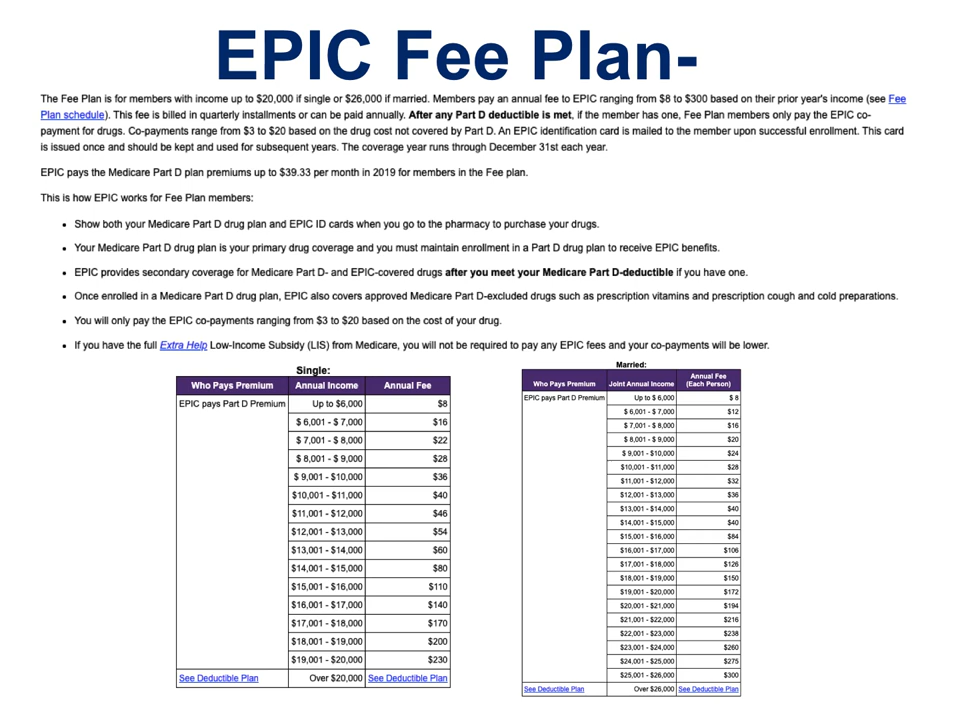 EPIC Fee Plan-
The Fee Plan is for members with income up to $20,000 if single or $26,000 if married. Members pay an annual fee to EPIC ranging from $8 to $300 based on their prior year's income (see Fee
Plan schedule). This fee is billed in quarterly installments or can be paid annually. After any Part D deductible is met, if the member has one, Fee Plan members only pay the EPIC co-
payment for drugs. Co-payments range from $3 to $20 based on the drug cost not covered by Part D. An EPIC identification card is mailed to the member upon successful enrollment. This card
is issued once and should be kept and used for subsequent years. The coverage year runs through December 31st each year.
EPIC pays the Medicare Part D plan premiums up to $39.33 per month in 2019 for members in the Fee plan.
This is how EPIC works for Fee Plan members:
• Show both your Medicare Part D drug plan and EPIC ID cards when you go to the pharmacy to purchase your drugs.
• Your Medicare Part D drug plan is your primary drug coverage and you must maintain enrollment in a Part D drug plan to receive EPIC benefits.
• EPIC provides secondary coverage for Medicare Part D- and EPIC-covered drugs after you meet your Medicare Part D-deductible if you have one.
• Once enrolled in a Medicare Part D drug plan, EPIC also covers approved Medicare Part D-excluded drugs such as prescription vitamins and prescription cough and cold preparations.
• You will only pay the EPIC co-payments ranging from $3 to $20 based on the cost of your drug.
• If you have the full Extra Help Low-Income Subsidy (LIS) from Medicare, you will not be required to pay any EPIC fees and your co-payments will be lower.
Single:
Who Pays Premium Annual Income Annual Fee
EPIC pays Part D Premium Up to $6,000 $8
$ 6,001 - $ 7,000 $16
$ 7,001 - $ 8,000 $22
$ 8,001 - $ 9,000 $28
$ 9,001 - $10,000 $36
$10,001 - $11,000 $40
$11,001 - $12,000 $46
$12,001 - $13,000 $54
$13,001 - $14,000 $60
$14,001 - $15,000 $80
$15,001 - $16,000 $110
$16,001 - $17,000 $140
$17,001 - $18,000 $170
$18,001 - $19,000 $200
$19,001 - $20,000 $230
See Deductible Plan Over $20,000 See Deductible Plan
Married:
Who Pays Premium Joint Annual Income Annual Fee
(Each Person)
EPIC pays Part D Premium Up to $ 6,000 $ 8
$ 6,001 - $ 7,000 $12
$ 7,001 - $ 8,000 $16
$ 8,001 - $ 9,000 $20
$ 9,001 - $10,000 $24
$10,001 - $11,000 $28
$11,001 - $12,000 $32
$12,001 - $13,000 $36
$13,001 - $14,000 $40
$14,001 - $15,000 $40
$15,001 - $16,000 $84
$16,001 - $17,000 $106
$17,001 - $18,000 $126
$18,001 - $19,000 $150
$19,001 - $20,000 $172
$20,001 - $21,000 $194
$21,001 - $22,000 $216
$22,001 - $23,000 $238
$23,001 - $24,000 $260
$24,001 - $25,000 $275
$25,001 - $26,000 $300
See Deductible Plan Over $26,000 See Deductible Plan